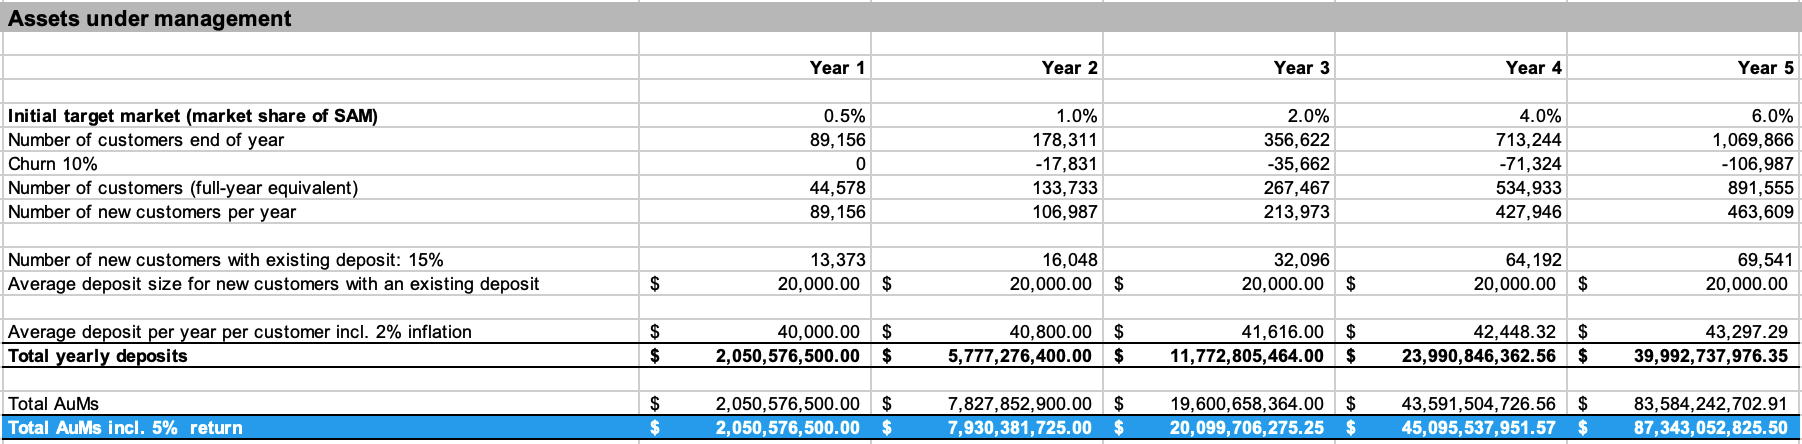 Assets under management
Year 1 Year 2 Year 3 Year 4 Year 5
Initial target market (market share of SAM) 0.5% 1.0% 2.0% 4.0% 6.0%
Number of customers end of year 89,156 178,311 356,622 713,244 1,069,866
Churn 10% 0 -17,831 -35,662 -71,324 -106,987
Number of customers (full-year equivalent) 44,578 133,733 267,467 534,933 891,555
Number of new customers per year 89,156 106,987 213,973 427,946 463,609
Number of new customers with existing deposit: 15% 13,373 16,048 32,096 64,192 69,541
Average deposit size for new customers with an existing deposit $ 20,000.00 $ 20,000.00 $ 20,000.00 $ 20,000.00 $ 20,000.00
Average deposit per year per customer incl. 2% inflation $ 40,000.00 $ 40,800.00 $ 41,616.00 $ 42,448.32 $ 43,297.29
Total yearly deposits $ 2,050,576,500.00 $ 5,777,276,400.00 $ 11,772,805,464.00 $ 23,990,846,362.56 $ 39,992,737,976.35
Total AuMs $ 2,050,576,500.00 $ 7,827,852,900.00 $ 19,600,658,364.00 $ 43,591,504,726.56 $ 83,584,242,702.91
Total AuMs incl. 5% return $ 2,050,576,500.00 $ 7,930,381,725.00 $ 20,099,706,275.25 $ 45,095,537,951.57 $ 87,343,052,825.50